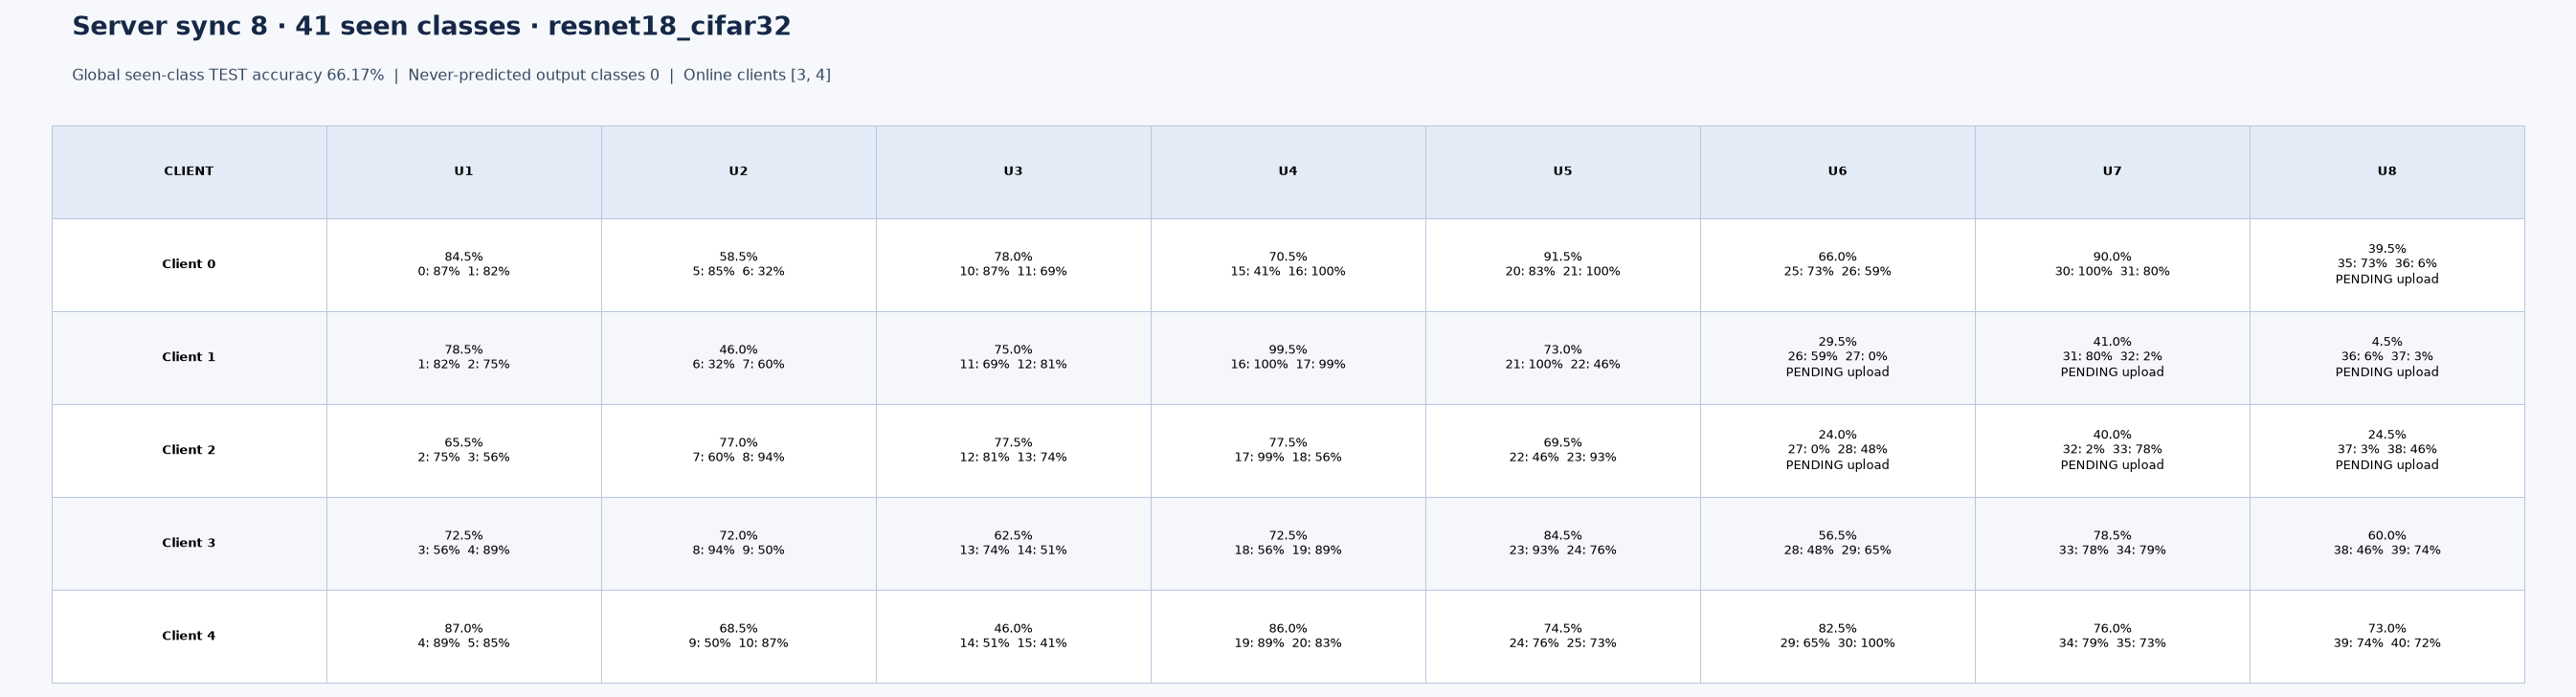 Server sync 8 · 41 seen classes · resnet18_cifar32
Global seen-class TEST accuracy 66.17% | Never-predicted output classes 0 | Online clients [3, 4]
CLIENT U1 U2 U3 U4 U5 U6 U7 U8
Client 0
84.5%
0: 87% 1: 82%
58.5%
5: 85% 6: 32%
78.0%
10: 87% 11: 69%
70.5%
15: 41% 16: 100%
91.5%
20: 83% 21: 100%
66.0%
25: 73% 26: 59%
90.0%
30: 100% 31: 80%
39.5%
35: 73% 36: 6%
PENDING upload
Client 1
78.5%
1: 82% 2: 75%
46.0%
6: 32% 7: 60%
75.0%
11: 69% 12: 81%
99.5%
16: 100% 17: 99%
73.0%
21: 100% 22: 46%
29.5%
26: 59% 27: 0%
PENDING upload
41.0%
31: 80% 32: 2%
PENDING upload
4.5%
36: 6% 37: 3%
PENDING upload
Client 2
65.5%
2: 75% 3: 56%
77.0%
7: 60% 8: 94%
77.5%
12: 81% 13: 74%
77.5%
17: 99% 18: 56%
69.5%
22: 46% 23: 93%
24.0%
27: 0% 28: 48%
PENDING upload
40.0%
32: 2% 33: 78%
PENDING upload
24.5%
37: 3% 38: 46%
PENDING upload
Client 3
72.5%
3: 56% 4: 89%
72.0%
8: 94% 9: 50%
62.5%
13: 74% 14: 51%
72.5%
18: 56% 19: 89%
84.5%
23: 93% 24: 76%
56.5%
28: 48% 29: 65%
78.5%
33: 78% 34: 79%
60.0%
38: 46% 39: 74%
Client 4
87.0%
4: 89% 5: 85%
68.5%
9: 50% 10: 87%
46.0%
14: 51% 15: 41%
86.0%
19: 89% 20: 83%
74.5%
24: 76% 25: 73%
82.5%
29: 65% 30: 100%
76.0%
34: 79% 35: 73%
73.0%
39: 74% 40: 72%